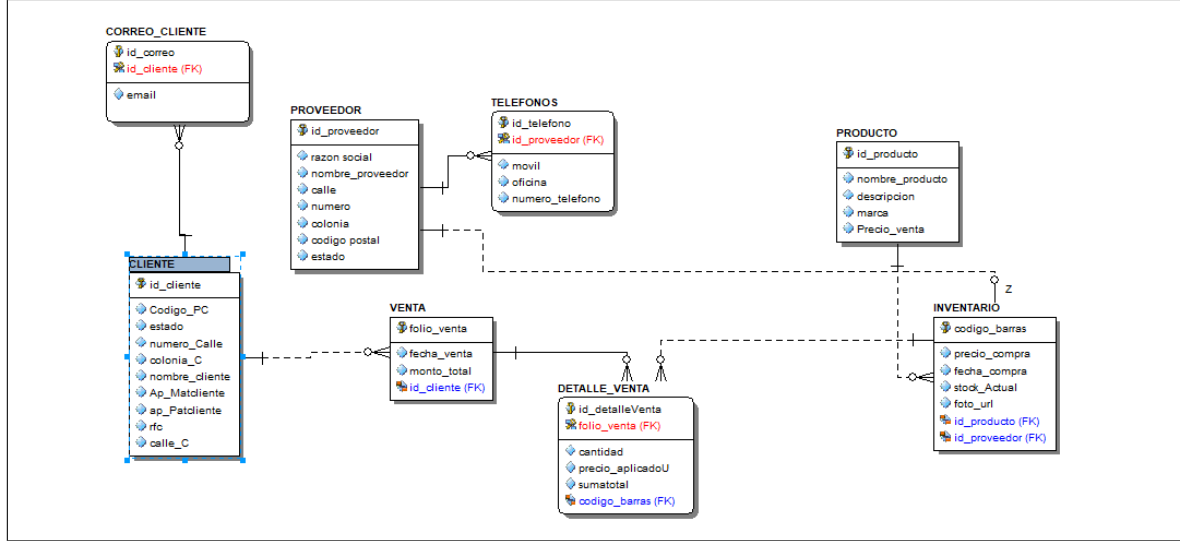 CORREO_CLIENTE
id_correo
id_cliente (FK)
email
PROVEEDOR
id_proveedor
razon social
nombre_proveedor
calle
numero
colonia
codigo postal
estado
TELEFONOS
id_telefono
id_proveedor (FK)
movil
oficina
numero_telefono
PRODUCTO
id_producto
nombre_producto
descripcion
marca
Precio_venta
CLIENTE
id_cliente
Codigo_PC
estado
numero_Calle
colonia_C
nombre_cliente
Ap_Matcliente
ap_Patcliente
rfc
calle_C
VENTA
folio_venta
fecha_venta
monto_total
id_cliente (FK)
DETALLE_VENTA
id_detalleVenta
folio_venta (FK)
cantidad
precio_aplicadoU
sumatotal
codigo_barras (FK)
Z
INVENTARIO
codigo_barras
precio_compra
fecha_compra
stock_Actual
foto_url
id_producto (FK)
id_proveedor (FK)